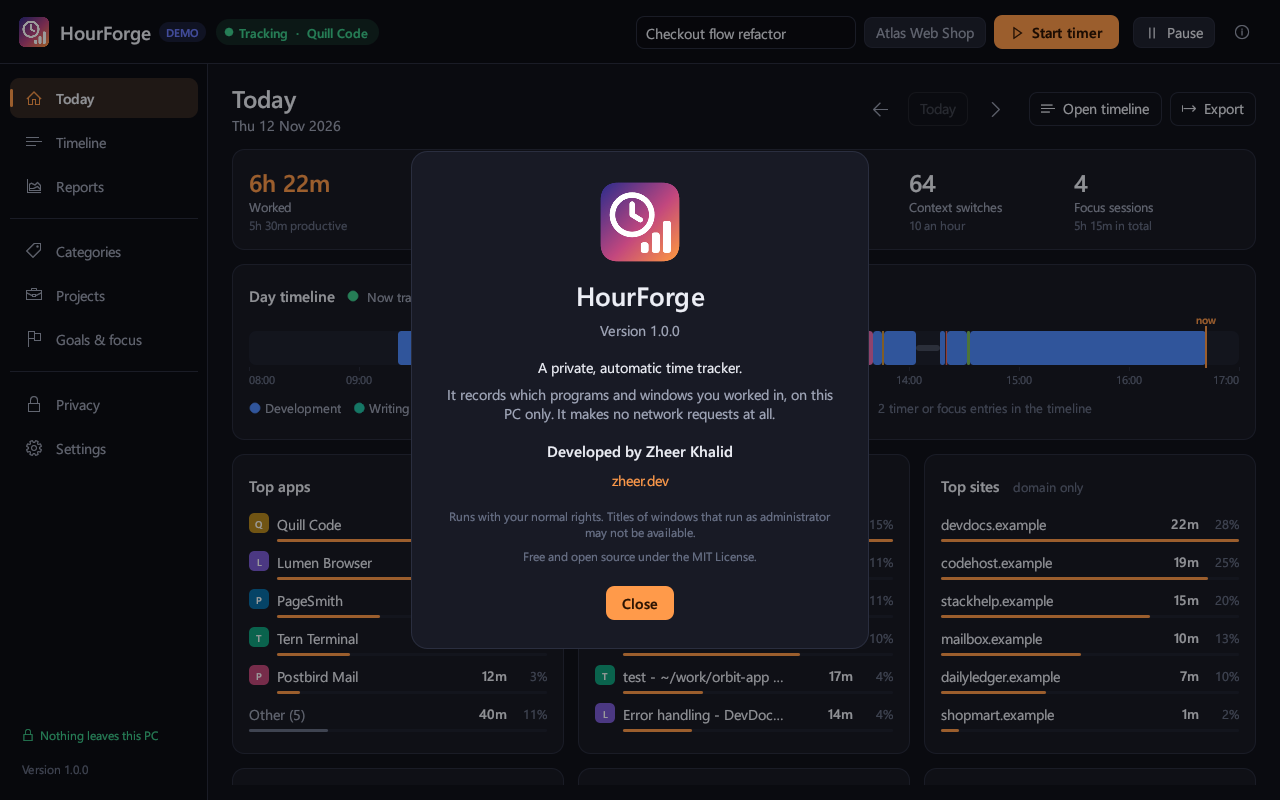 HourForge DEMO Tracking · Quill Code Checkout flow refactor Atlas Web Shop Start timer Pause
Today
Timeline
Reports
Categories
Projects
Goals & focus
Privacy
Settings
Nothing leaves this PC
Version 1.0.0
Today
Thu 12 Nov 2026
Today Open timeline Export
6h 22m
Worked
5h 30m productive
64
Context switches
10 an hour
4
Focus sessions
5h 15m in total
Day timeline Now tra
now
08:00 09:00 14:00 15:00 16:00 17:00
Development Writing 2 timer or focus entries in the timeline
HourForge
Version 1.0.0
A private, automatic time tracker.
It records which programs and windows you worked in, on this
PC only. It makes no network requests at all.
Developed by Zheer Khalid
zheer.dev
Runs with your normal rights. Titles of windows that run as administrator
may not be available.
Free and open source under the MIT License.
Close
Top apps
Q Quill Code
L Lumen Browser
P PageSmith
T Tern Terminal
P Postbird Mail 12m 3%
Other (5) 40m 11%
15%
11%
11%
10%
T test - ~/work/orbit-app ... 17m 4%
L Error handling - DevDoc... 14m 4%
Top sites domain only
devdocs.example 22m 28%
codehost.example 19m 25%
stackhelp.example 15m 20%
mailbox.example 10m 13%
dailyledger.example 7m 10%
shopmart.example 1m 2%